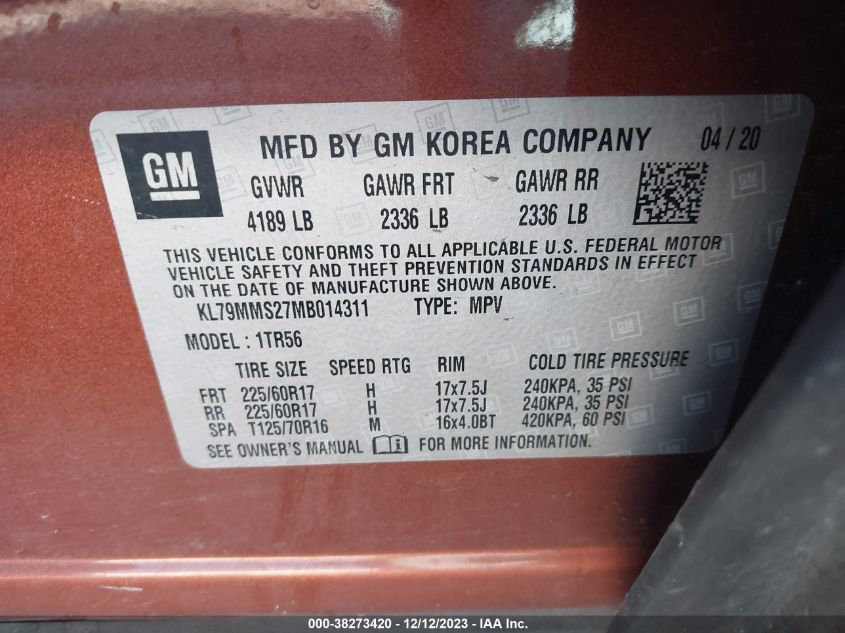 GM MFD BY GM KOREA COMPANY 04 / 20
GVWR GAWR FRT GAWR RR
4189 LB 2336 LB 2336 LB
THIS VEHICLE CONFORMS TO ALL APPLICABLE U.S. FEDERAL MOTOR
VEHICLE SAFETY AND THEFT PREVENTION STANDARDS IN EFFECT
ON THE DATE OF MANUFACTURE SHOWN ABOVE.
KL79MMS27MB014311 TYPE: MPV
MODEL : 1TR56
TIRE SIZE SPEED RTG RIM COLD TIRE PRESSURE
FRT 225/60R17 H 17x7.5J 240KPA, 35 PSI
RR 225/60R17 H 17x7.5J 240KPA, 35 PSI
SPA T125/70R16 M 16x4.0BT 420KPA, 60 PSI
SEE OWNER'S MANUAL FOR MORE INFORMATION.
000-38273420 - 12/12/2023 - IAA Inc.